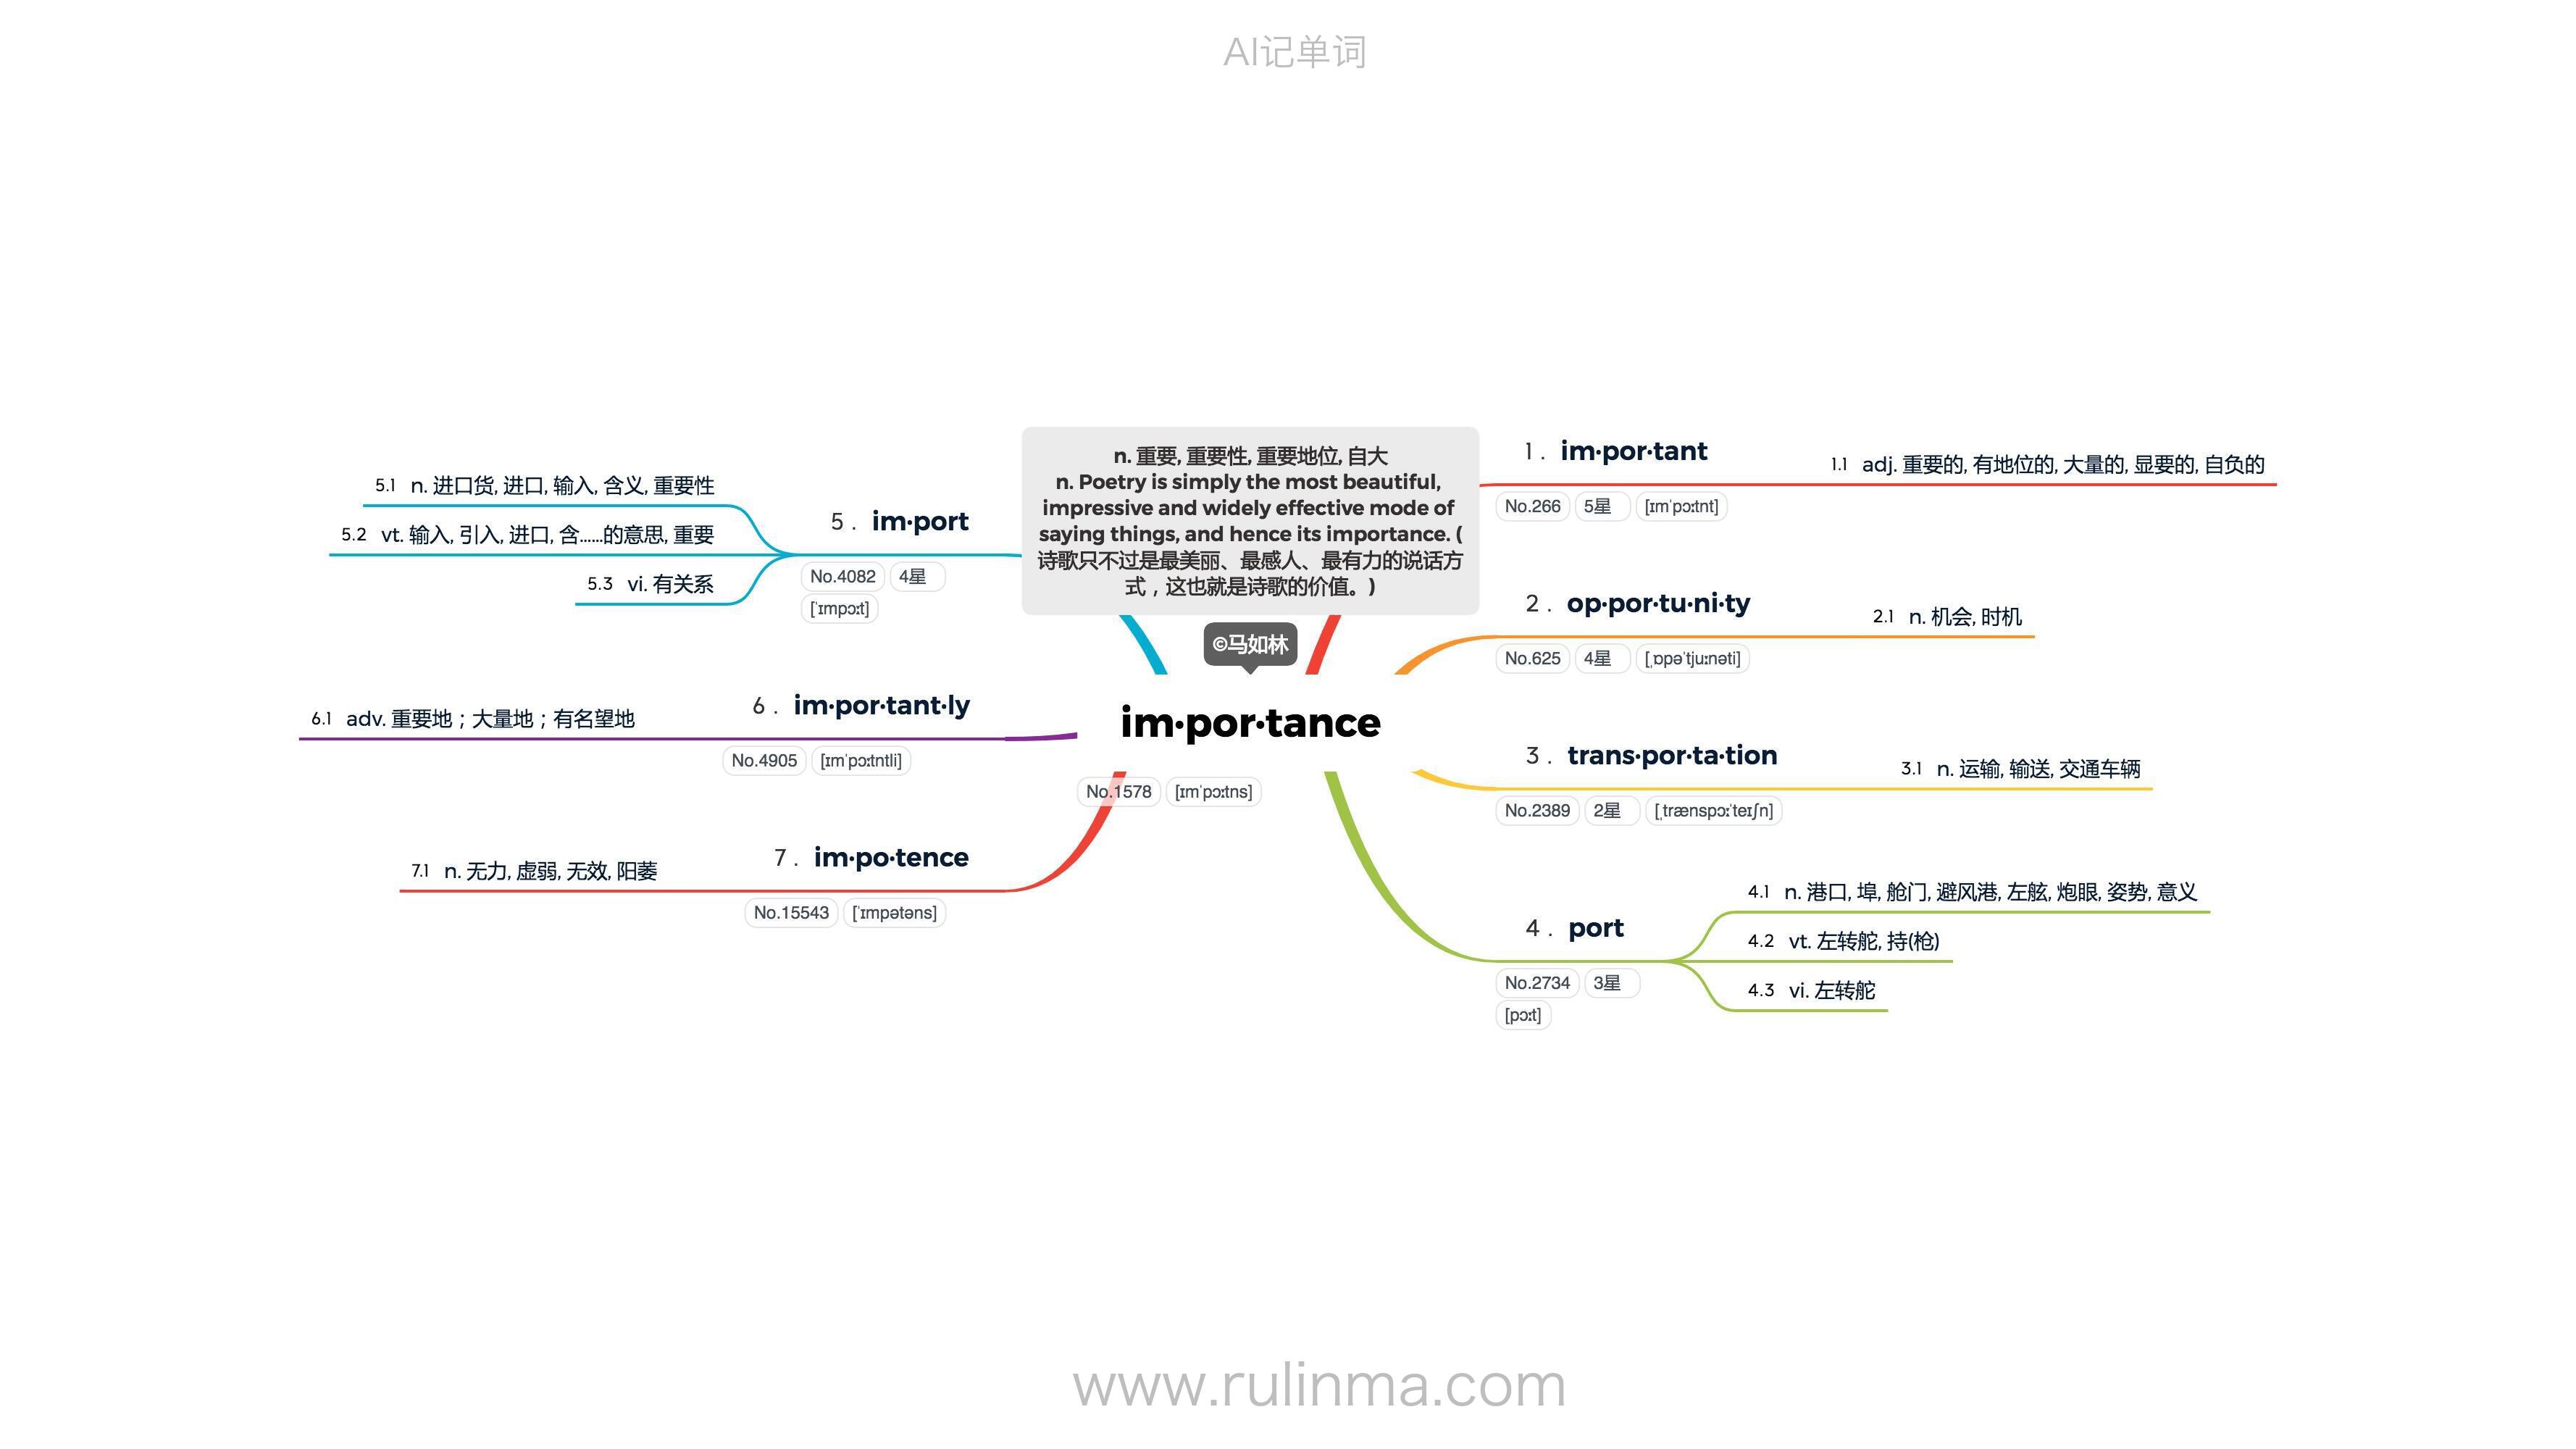 AI记单词
n. 重要, 重要性, 重要地位, 自大
n. Poetry is simply the most beautiful,
impressive and widely effective mode of
saying things, and hence its importance. (
诗歌只不过是最美丽、最感人、最有力的说话方
式，这也就是诗歌的价值。)
©马如林
im·por·tance
No.1578 [ɪmˈpɔːtns]
1 . im·por·tant
No.266 5星 [ɪmˈpɔːtnt]
1.1 adj. 重要的, 有地位的, 大量的, 显要的, 自负的
2 . op·por·tu·ni·ty
No.625 4星 [ˌɒpəˈtjuːnəti]
2.1 n. 机会, 时机
3 . trans·por·ta·tion
No.2389 2星 [ˌtrænspɔːˈteɪʃn]
3.1 n. 运输, 输送, 交通车辆
4 . port
No.2734 3星
[pɔːt]
4.1 n. 港口, 埠, 舱门, 避风港, 左舷, 炮眼, 姿势, 意义
4.2 vt. 左转舵, 持(枪)
4.3 vi. 左转舵
5 . im·port
No.4082 4星
[ˈɪmpɔːt]
5.1 n. 进口货, 进口, 输入, 含义, 重要性
5.2 vt. 输入, 引入, 进口, 含……的意思, 重要
5.3 vi. 有关系
6 . im·por·tant·ly
No.4905 [ɪmˈpɔːtntli]
6.1 adv. 重要地；大量地；有名望地
7 . im·po·tence
No.15543 [ˈɪmpətəns]
7.1 n. 无力, 虚弱, 无效, 阳萎
www.rulinma.com